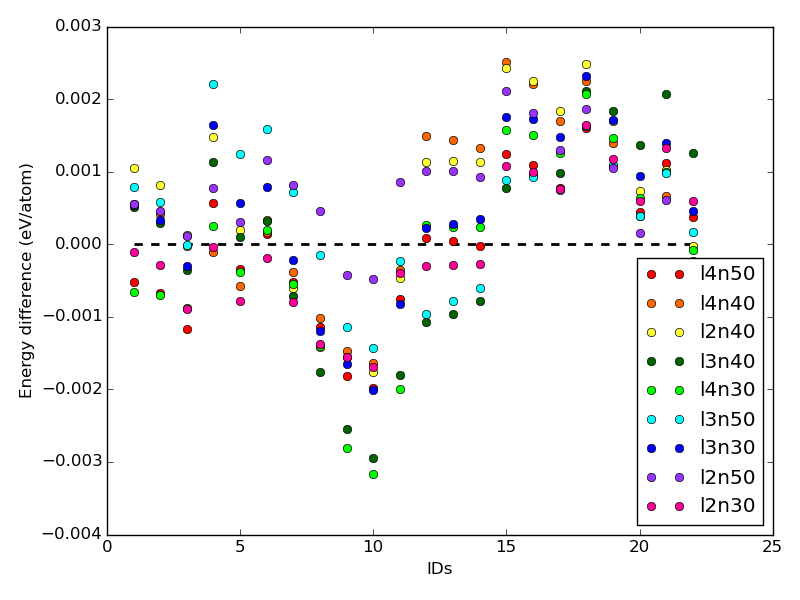 0.003
0.002
0.001
0.000
−0.001
−0.002
−0.003
−0.004
Energy difference (eV/atom)
0
5
10
15
20
25
IDs
l4n50
l4n40
l2n40
l3n40
l4n30
l3n50
l3n30
l2n50
l2n30